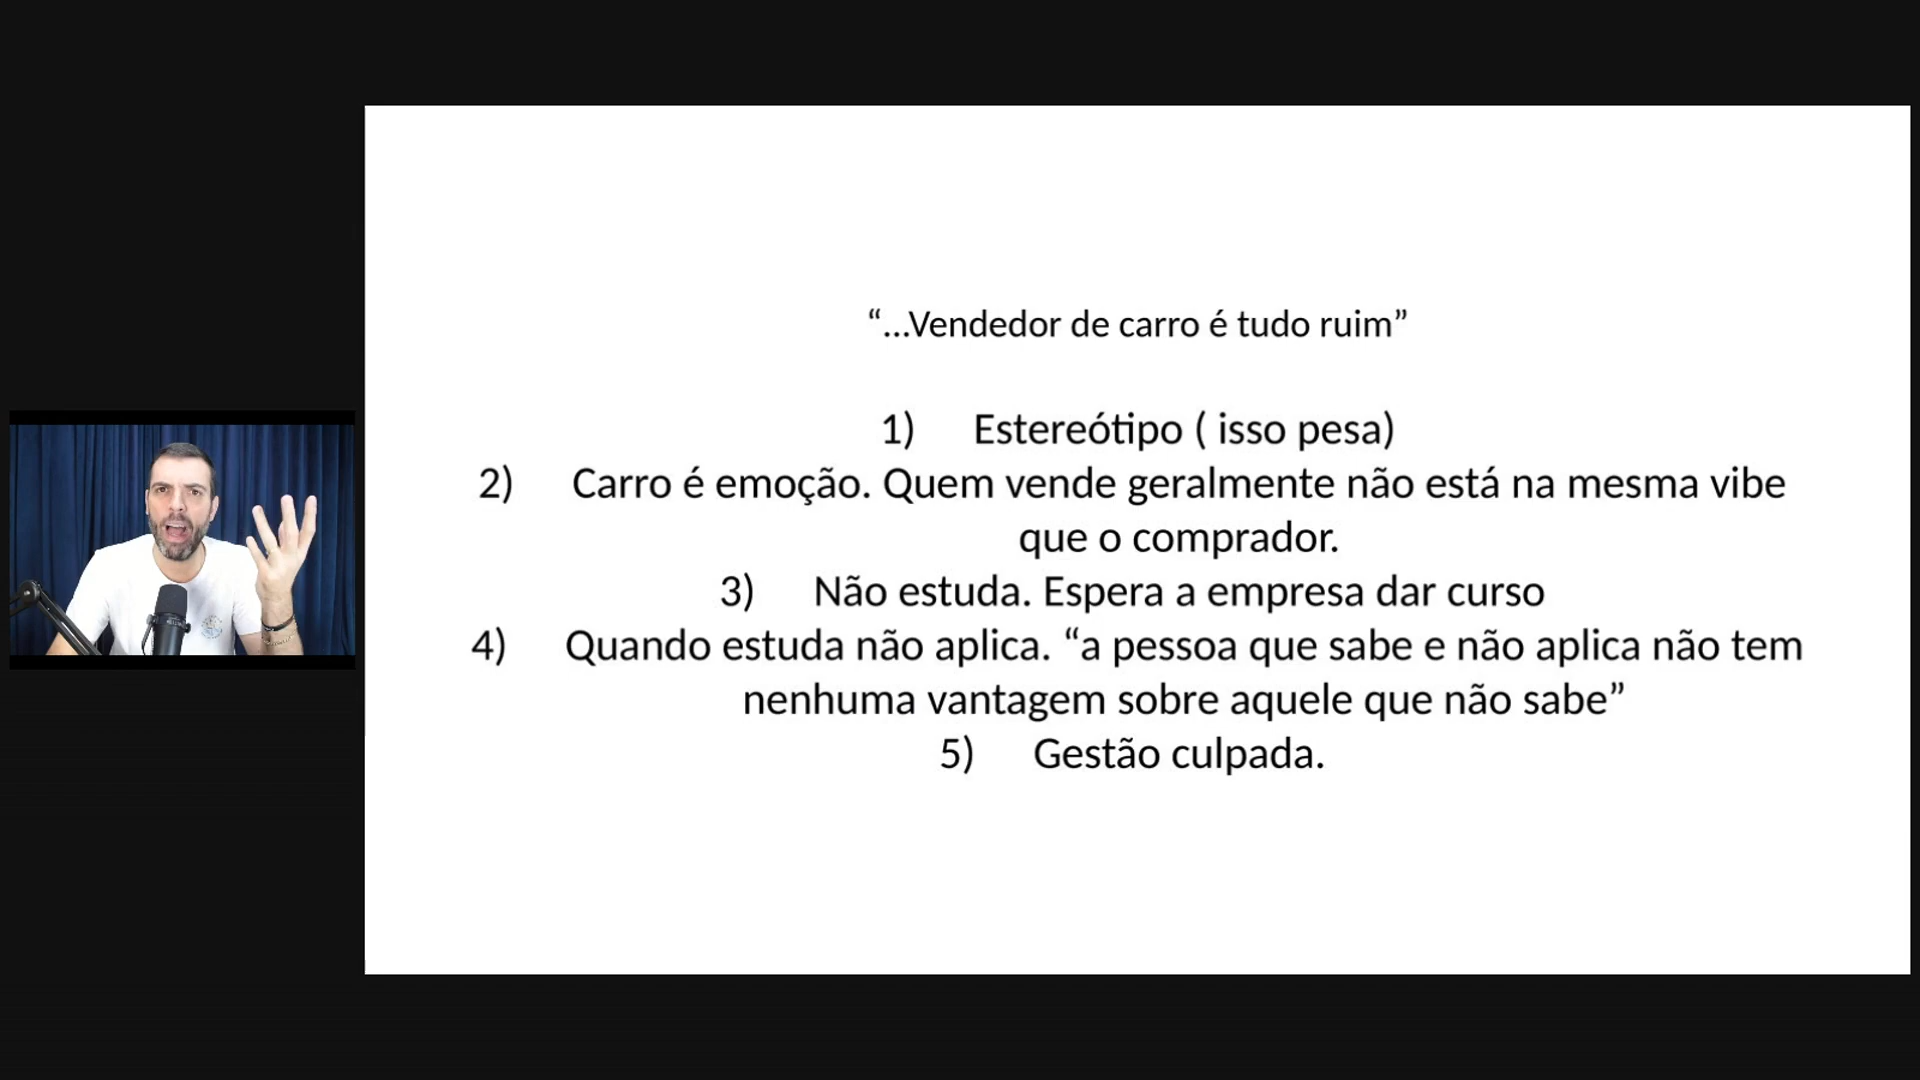 “...Vendedor de carro é tudo ruim”
1) Estereótipo ( isso pesa)
2) Carro é emoção. Quem vende geralmente não está na mesma vibe
que o comprador.
3) Não estuda. Espera a empresa dar curso
4) Quando estuda não aplica. “a pessoa que sabe e não aplica não tem
nenhuma vantagem sobre aquele que não sabe”
5) Gestão culpada.